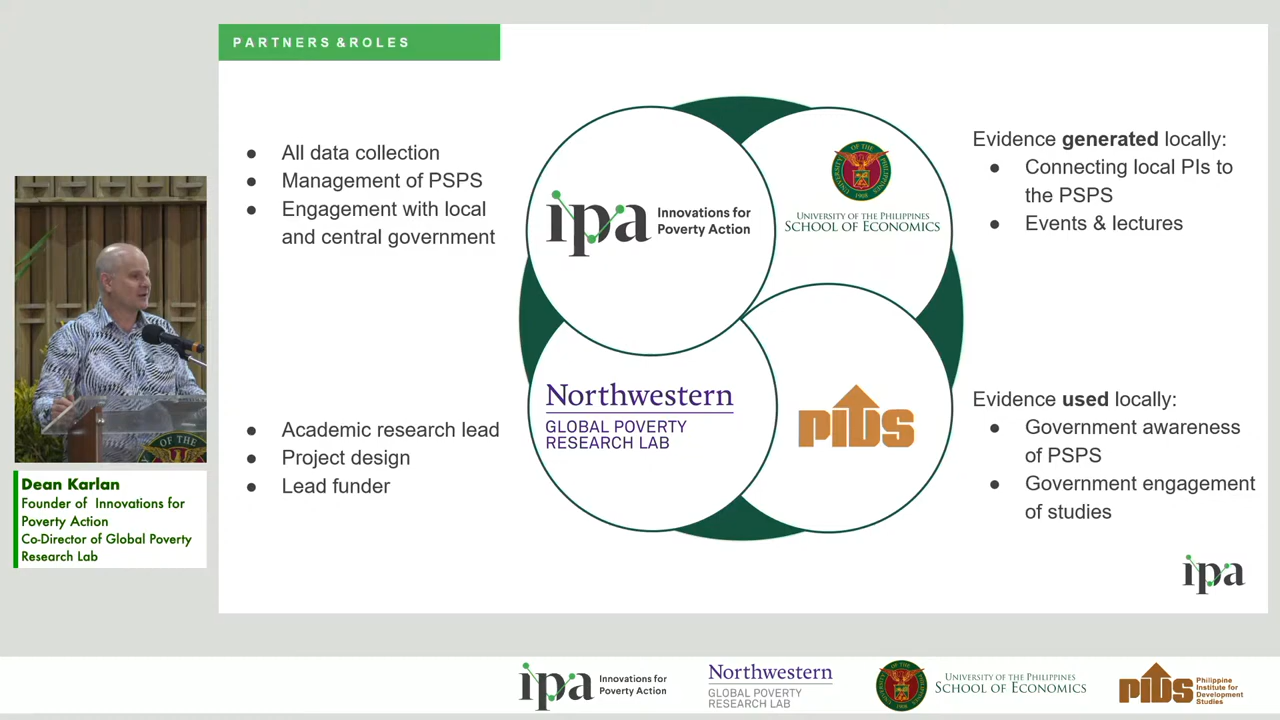 PARTNERS &ROLES
● All data collection
● Management of PSPS
● Engagement with local
and central government
ipa Innovations for
Poverty Action
UNIVERSITY OF THE PHILIPPINES
SCHOOL OF ECONOMICS
Evidence generated locally:
● Connecting local PIs to
the PSPS
● Events & lectures
● Academic research lead
● Project design
● Lead funder
Northwestern
GLOBAL POVERTY
RESEARCH LAB
PIDS
Evidence used locally:
● Government awareness
of PSPS
● Government engagement
of studies
ipa
OF THE
Dean Karlan
Founder of Innovations for
Poverty Action
Co-Director of Global Poverty
Research Lab
ipa Innovations for
Poverty Action
Northwestern
GLOBAL POVERTY
RESEARCH LAB
UNIVERSITY OF THE PHILIPPINES
SCHOOL OF ECONOMICS
PIDS Philippine
Institute for
Development
Studies